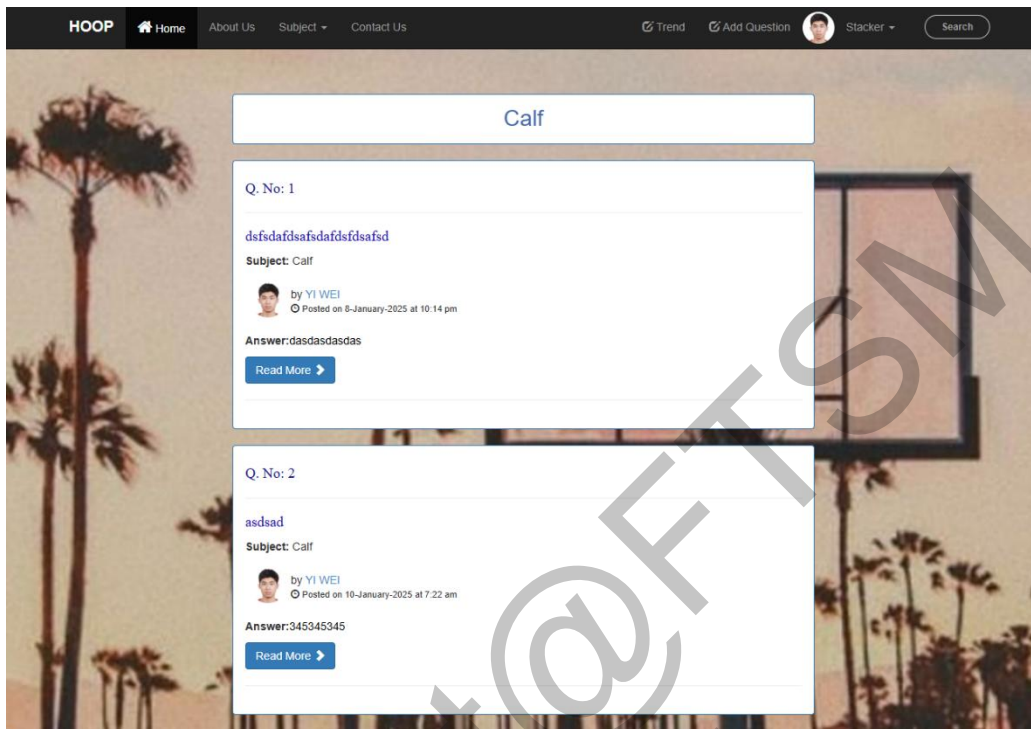 HOOP Home About Us Subject Contact Us Trend Add Question Stacker Search
Calf
Q. No: 1
dsfsdafdsafsdafdsfdsafsd
Subject: Calf
by YI WEI
Posted on 8-January-2025 at 10:14 pm
Answer:dasdasdasdas
Read More
Q. No: 2
asdsad
Subject: Calf
by YI WEI
Posted on 10-January-2025 at 7:22 am
Answer:345345345
Read More
t@FTSM